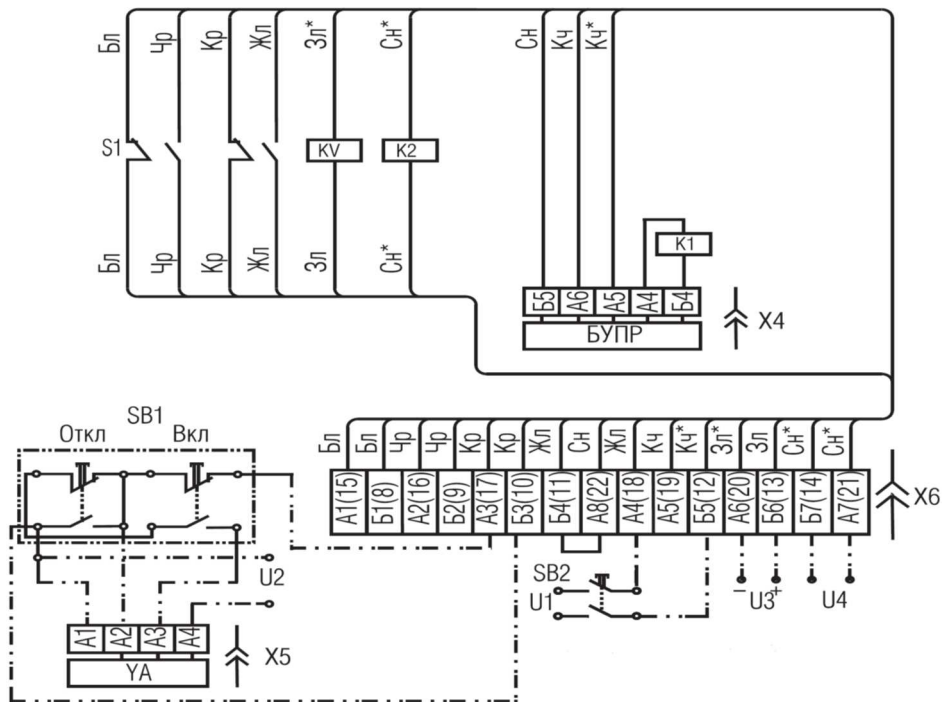 Бл Чр Кр Жл Зл* Сн* Сн Кч Кч*
S1 KV K2
K1
Бл Чр Кр Жл Зл Сн*
Б5 А6 А5 А4 Б4
БУПР
X4
SB1
Откл Вкл
Бл Бл Чр Чр Кр Кр Жл Сн Жл Кч Кч* Зл* Зл Сн* Сн*
А1(15) Б1(8) А2(16) Б2(9) А3(17) Б3(10) Б4(11) А8(22) А4(18) А5(19) Б5(12) А6(20) Б6(13) Б7(14) А7(21)
X6
U2
SB2
U1
− U3 +
U4
А1 А2 А3 А4
YA
X5